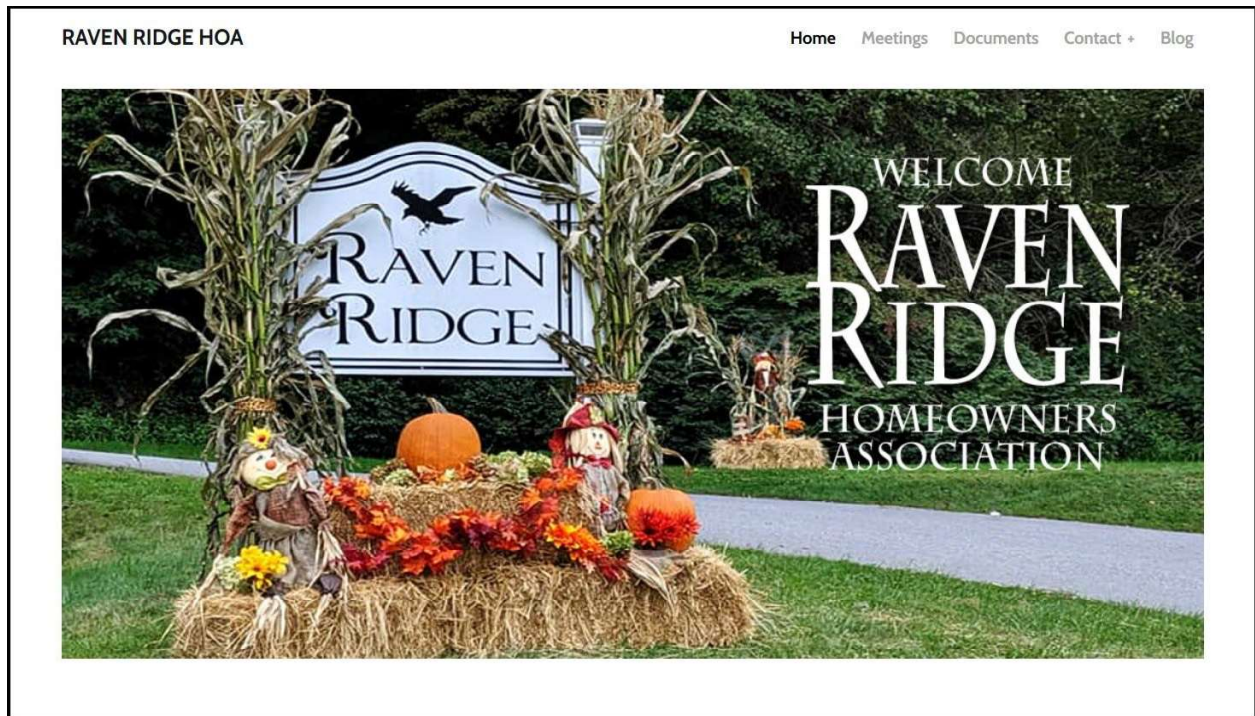 RAVEN RIDGE HOA
Home Meetings Documents Contact + Blog
RAVEN
RIDGE
WELCOME
RAVEN
RIDGE
HOMEOWNERS
ASSOCIATION